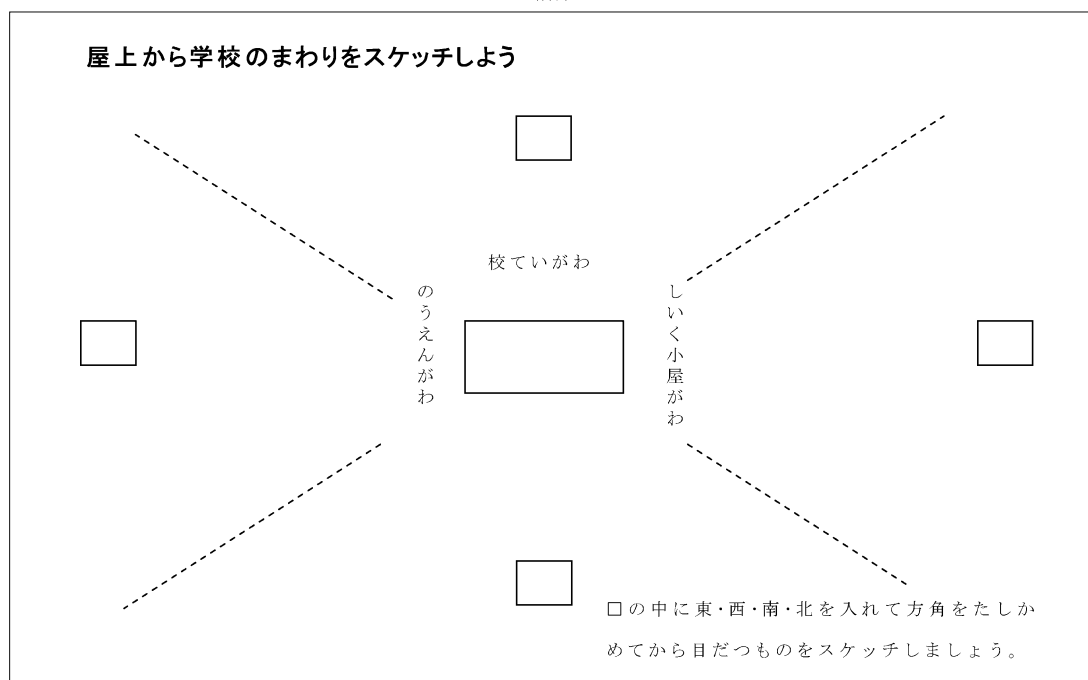 屋上から学校のまわりをスケッチしよう
校ていがわ
のうえんがわ
しいく小屋がわ
□の中に東・西・南・北を入れて方角をたしか
めてから目だつものをスケッチしましょう。